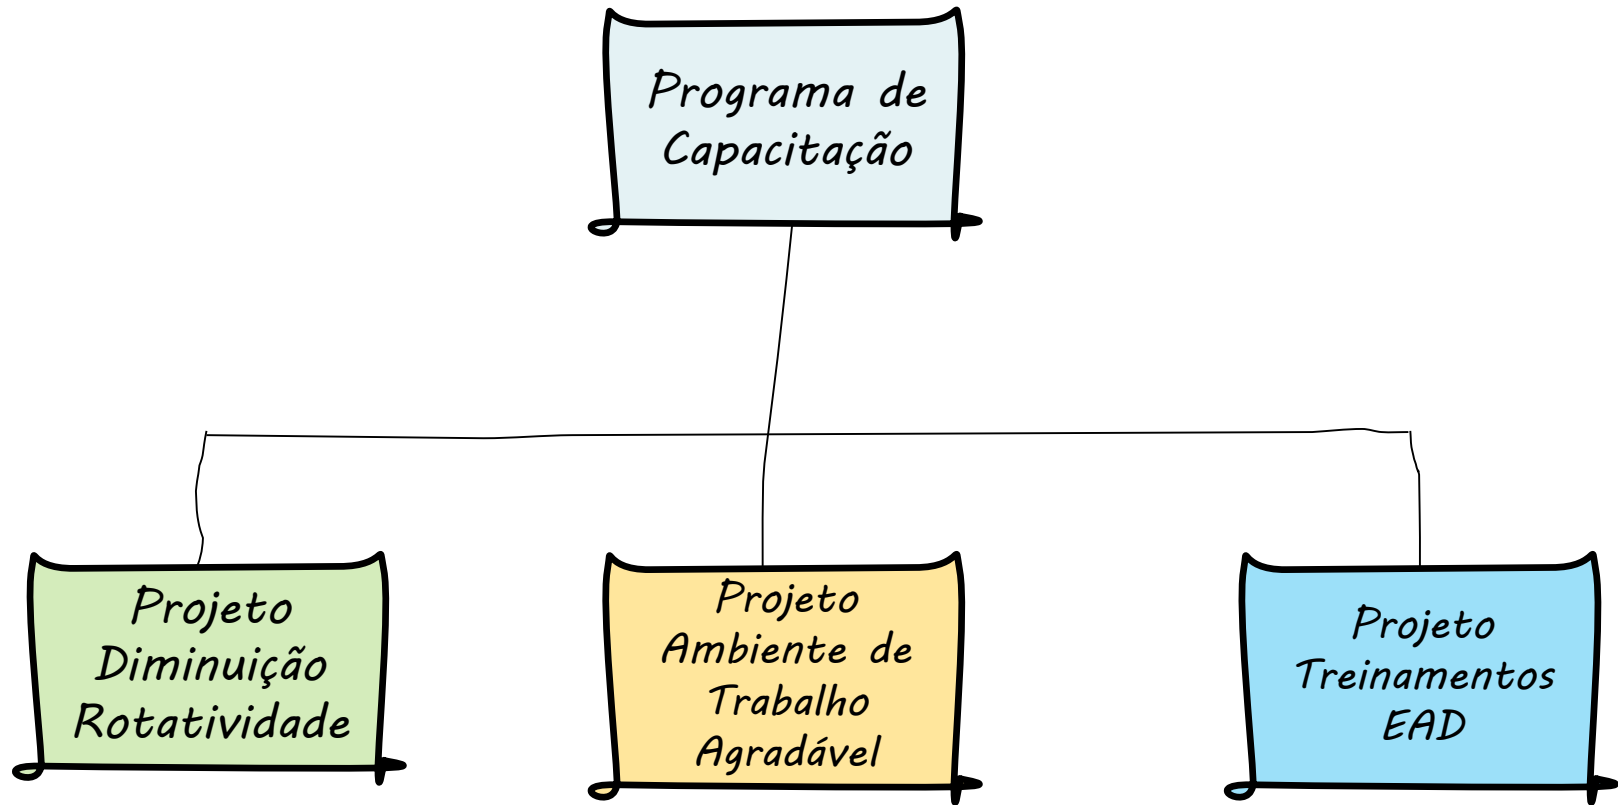 Programa de
Capacitação
Projeto
Diminuição
Rotatividade
Projeto
Ambiente de
Trabalho
Agradável
Projeto
Treinamentos
EAD